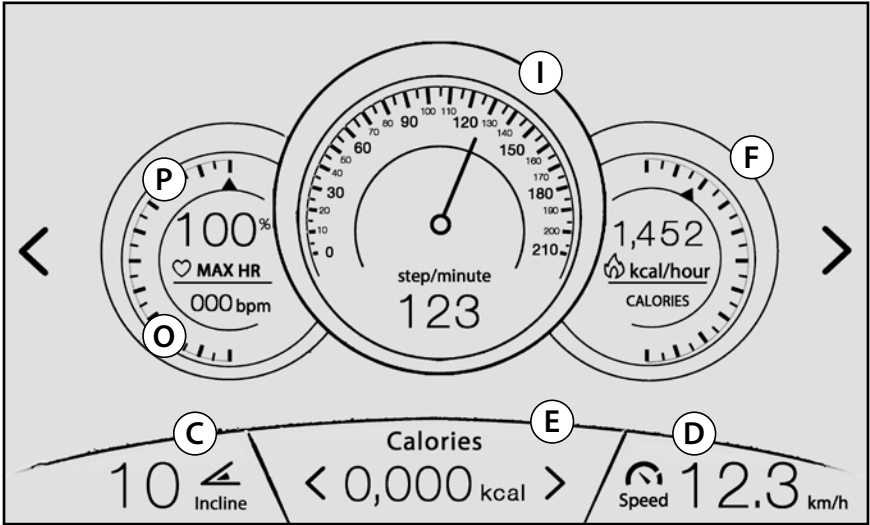 I
P
F
100%
MAX HR
000 bpm
O
0
10
20
30
40
50
60
70
80
90
100
110
120
130
140
150
160
170
180
190
200
210
step/minute
123
1,452
kcal/hour
CALORIES
C
10 Incline
E
Calories
< 0,000 kcal >
D
Speed 12.3 km/h